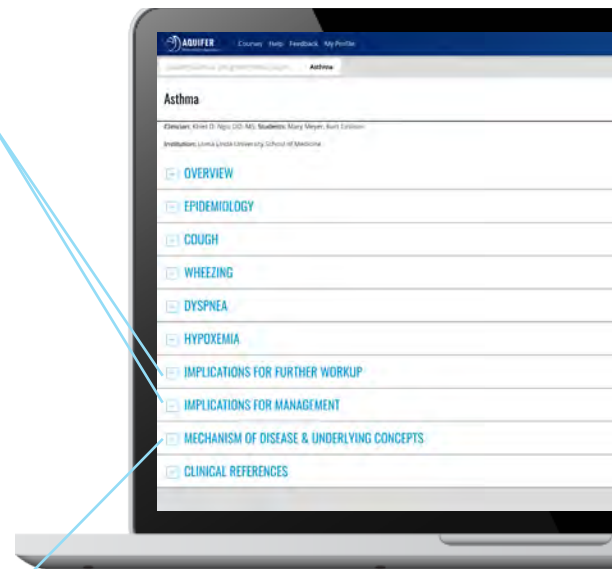 AQUIFER
Courses Help Feedback My Profile
Asthma
Asthma
Clinician: Khiet D. Ngo, DO, MS; Students: Mary Meyer, Burt
Institution: Loma Linda University School of Medicine
OVERVIEW
EPIDEMIOLOGY
COUGH
WHEEZING
DYSPNEA
HYPOXEMIA
IMPLICATIONS FOR FURTHER WORKUP
IMPLICATIONS FOR MANAGEMENT
MECHANISM OF DISEASE & UNDERLYING CONCEPTS
CLINICAL REFERENCES